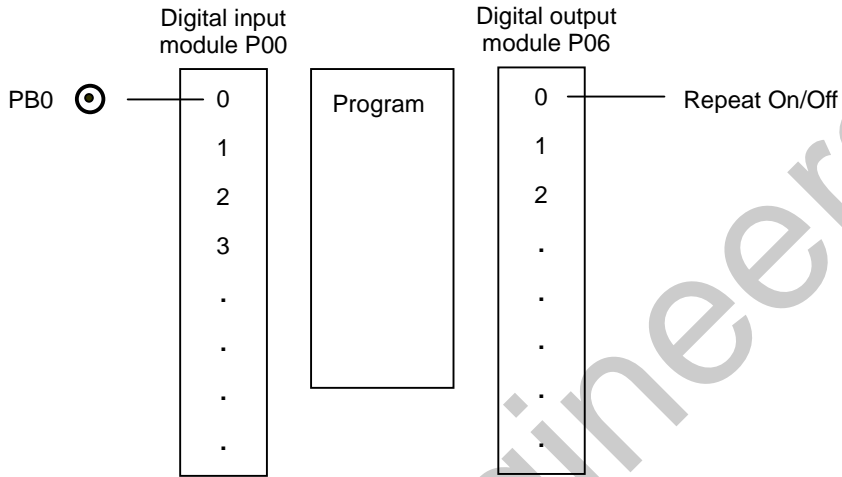 Digital input
module P00
Digital output
module P06
PB0
0
1
2
3
.
.
.
.
Program
0
1
2
.
.
.
.
.
Repeat On/Off